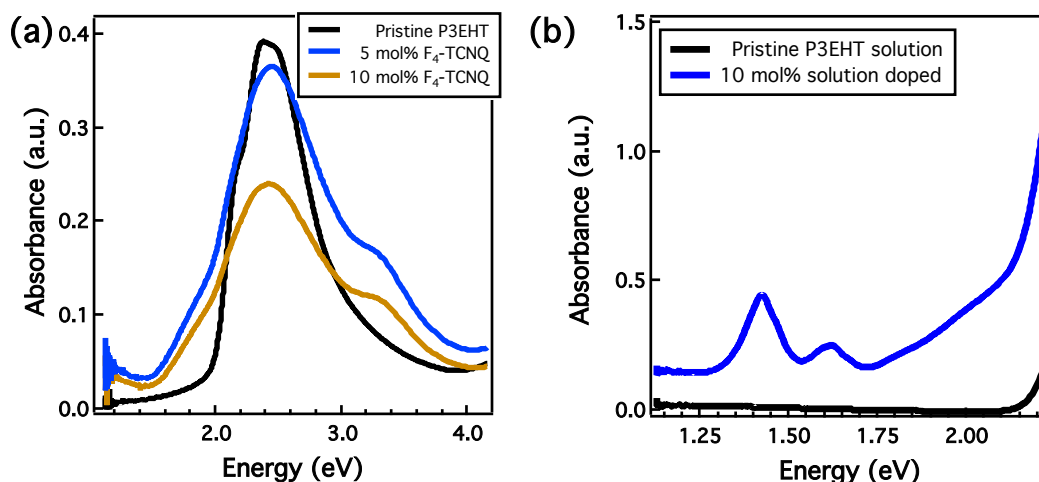 (a)
Pristine P3EHT
5 mol% F₄-TCNQ
10 mol% F₄-TCNQ
0.4
0.3
0.2
0.1
0.0
Absorbance (a.u.)
2.0 3.0 4.0
Energy (eV)
(b)
Pristine P3EHT solution
10 mol% solution doped
1.5
1.0
0.5
0.0
Absorbance (a.u.)
1.25 1.50 1.75 2.00
Energy (eV)